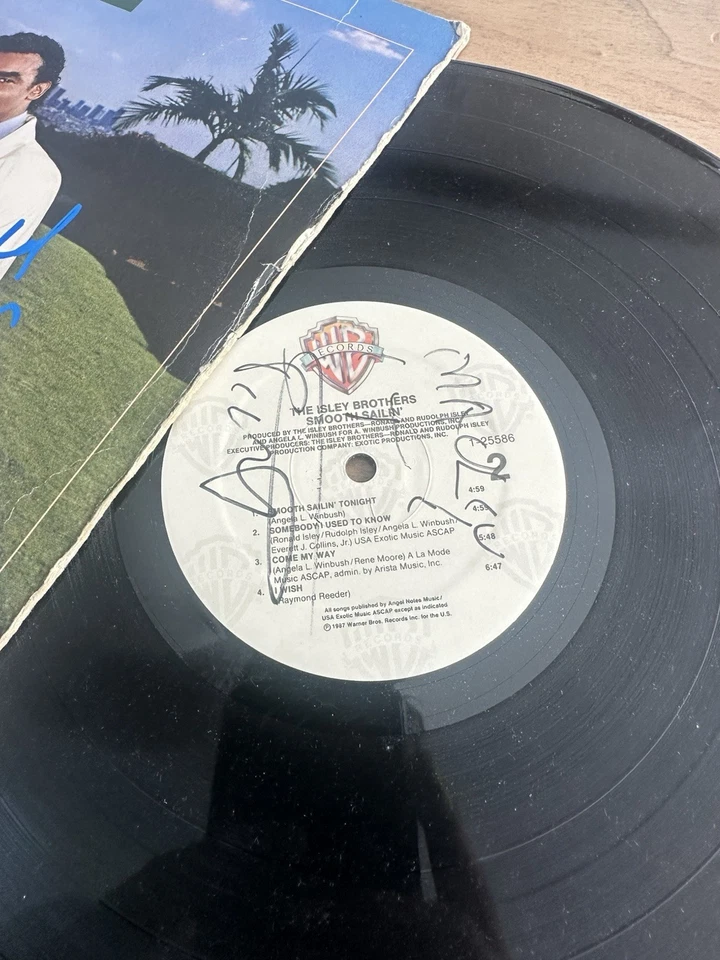 RECORDS
THE ISLEY BROTHERS
SMOOTH SAILIN'
PRODUCED BY THE ISLEY BROTHERS—RONALD AND RUDOLPH ISLEY
AND ANGELA L. WINBUSH FOR A. WINBUSH PRODUCTIONS, INC.
EXECUTIVE PRODUCERS: THE ISLEY BROTHERS—RONALD AND RUDOLPH ISLEY
PRODUCTION COMPANY: EXOTIC PRODUCTIONS, INC.
1-25586
2
SMOOTH SAILIN' TONIGHT 4:59
(Angela L. Winbush)
2. SOMEBODY I USED TO KNOW 4:59
(Ronald Isley/Rudolph Isley/Angela L. Winbush/
Everett J. Collins, Jr.) USA Exotic Music ASCAP 5:48
3. COME MY WAY
(Angela L. Winbush/Rene Moore) A La Mode
Music ASCAP, admin. by Arista Music, Inc. 6:47
4. I WISH
(Raymond Reeder)
All songs published by Angel Notes Music/
USA Exotic Music ASCAP except as indicated.
℗ 1987 Warner Bros. Records Inc. for the U.S.